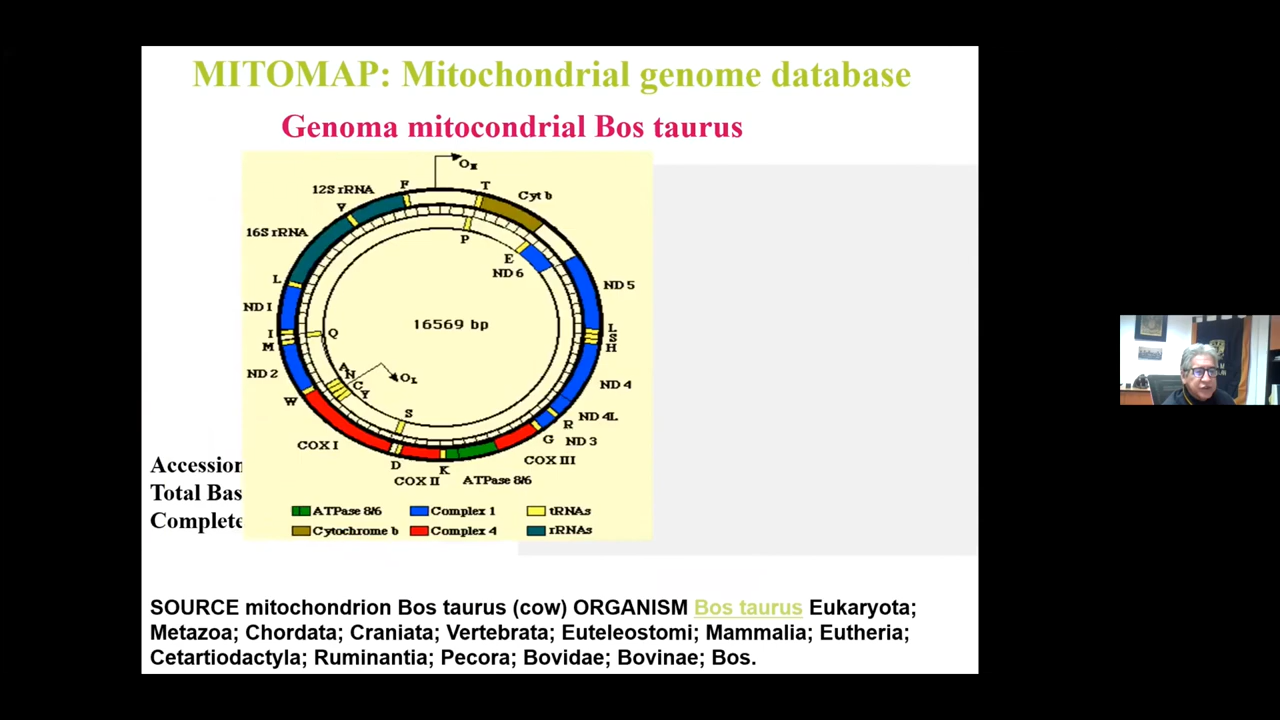 MITOMAP: Mitochondrial genome database
Genoma mitocondrial Bos taurus
O
H
12S rRNA
F
T
Cyt b
V
16S rRNA
P
E
ND 6
L
ND 5
ND 1
16569 bp
L
I
Q
S
M
H
ND 2
A
N
C
Y
OL
ND 4
W
S
ND 4L
R
COX I
G
ND 3
D
K
COX III
COX II
ATPase 8/6
Accession
Total Bas
Complete
ATPase 8/6
Complex 1
tRNAs
Cytochrome b
Complex 4
rRNAs
SOURCE mitochondrion Bos taurus (cow) ORGANISM Bos taurus Eukaryota;
Metazoa; Chordata; Craniata; Vertebrata; Euteleostomi; Mammalia; Eutheria;
Cetartiodactyla; Ruminantia; Pecora; Bovidae; Bovinae; Bos.